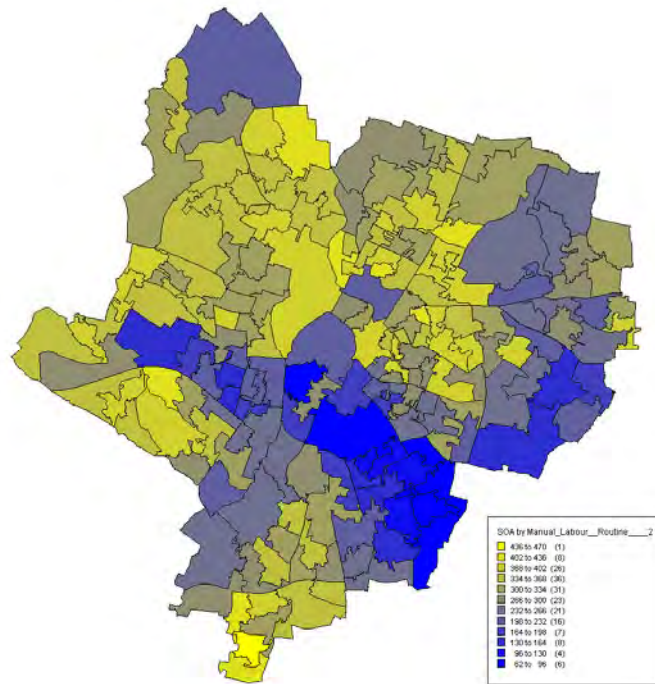 SOA by Manual_Labour__Routine____2
436 to 470 (1)
402 to 436 (8)
368 to 402 (26)
334 to 368 (36)
300 to 334 (31)
266 to 300 (23)
232 to 266 (21)
198 to 232 (16)
164 to 198 (7)
130 to 164 (8)
96 to 130 (4)
62 to 96 (6)